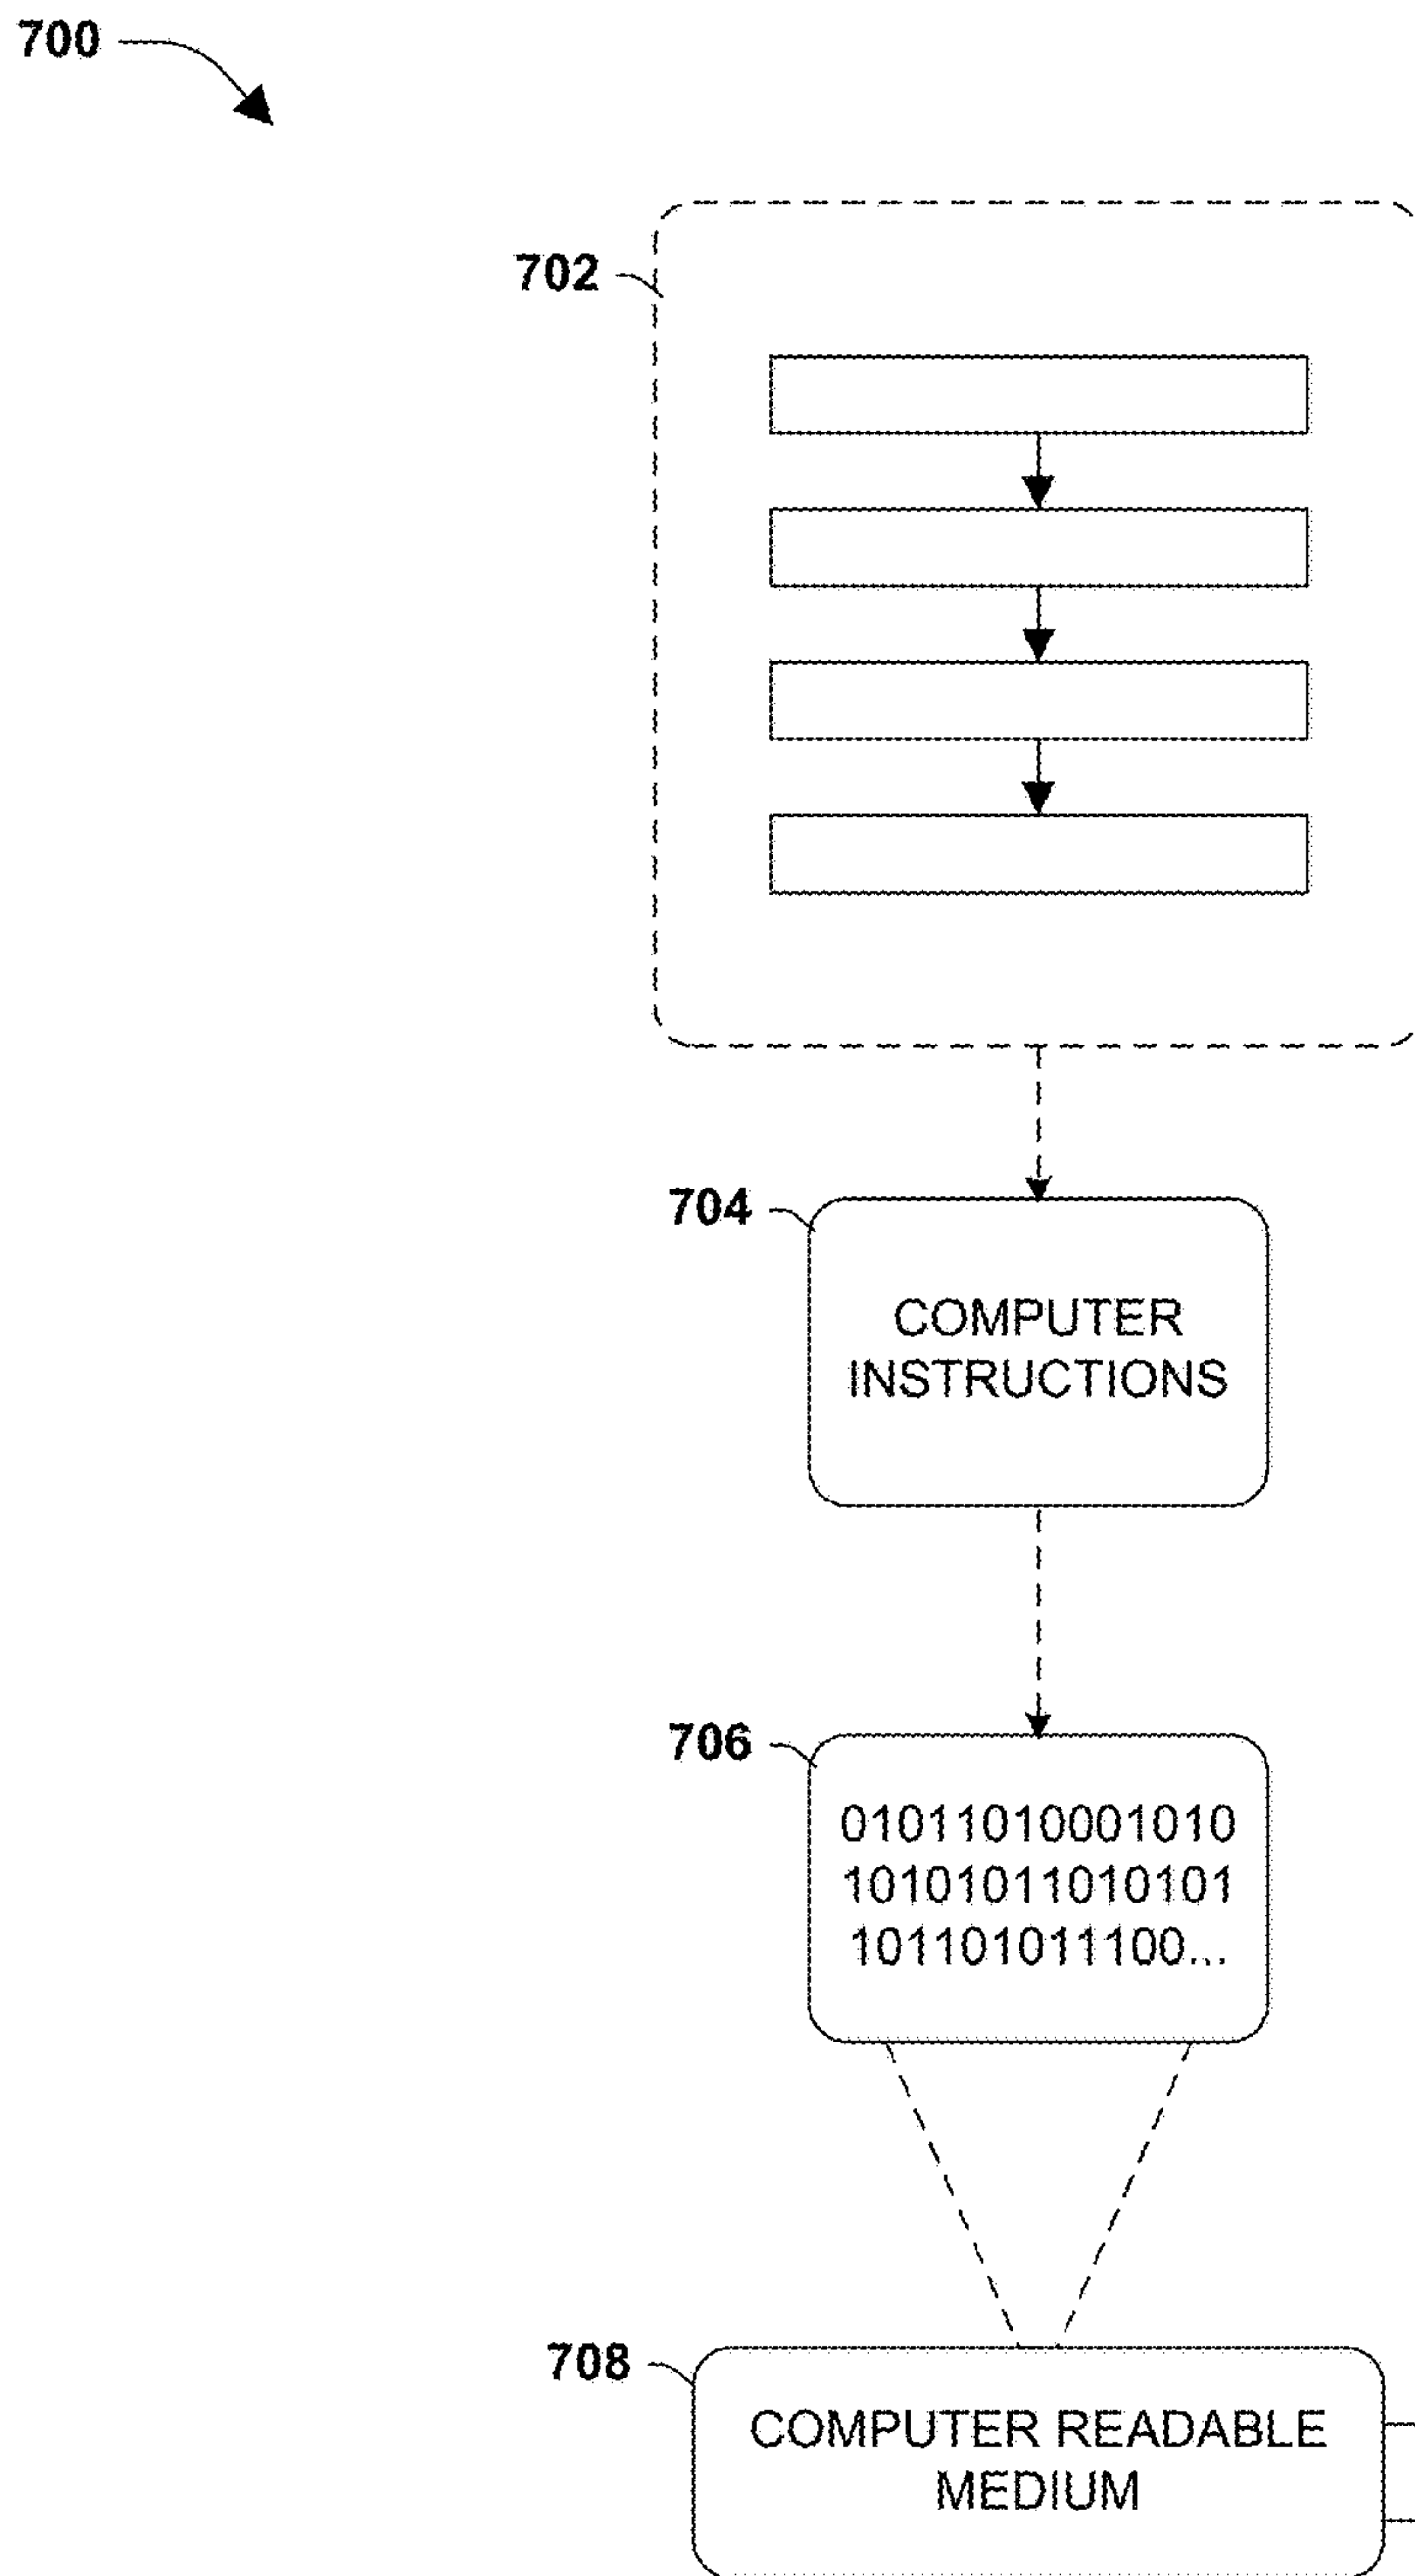 700
702
704
COMPUTER
INSTRUCTIONS
706
01011010001010
10101011010101
101101011100...
708
COMPUTER READABLE
MEDIUM